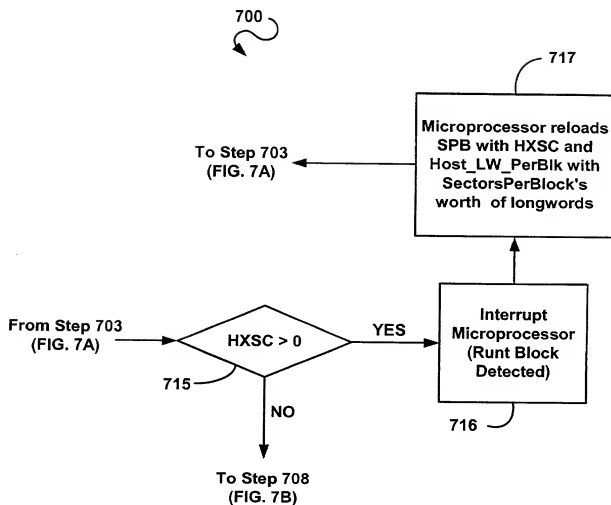 700
717
Microprocessor reloads
SPB with HXSC and
Host_LW_PerBlk with
SectorsPerBlock's
worth of longwords
To Step 703
(FIG. 7A)
From Step 703
(FIG. 7A)
HXSC > 0
YES
Interrupt
Microprocessor
(Runt Block
Detected)
715
NO
716
To Step 708
(FIG. 7B)